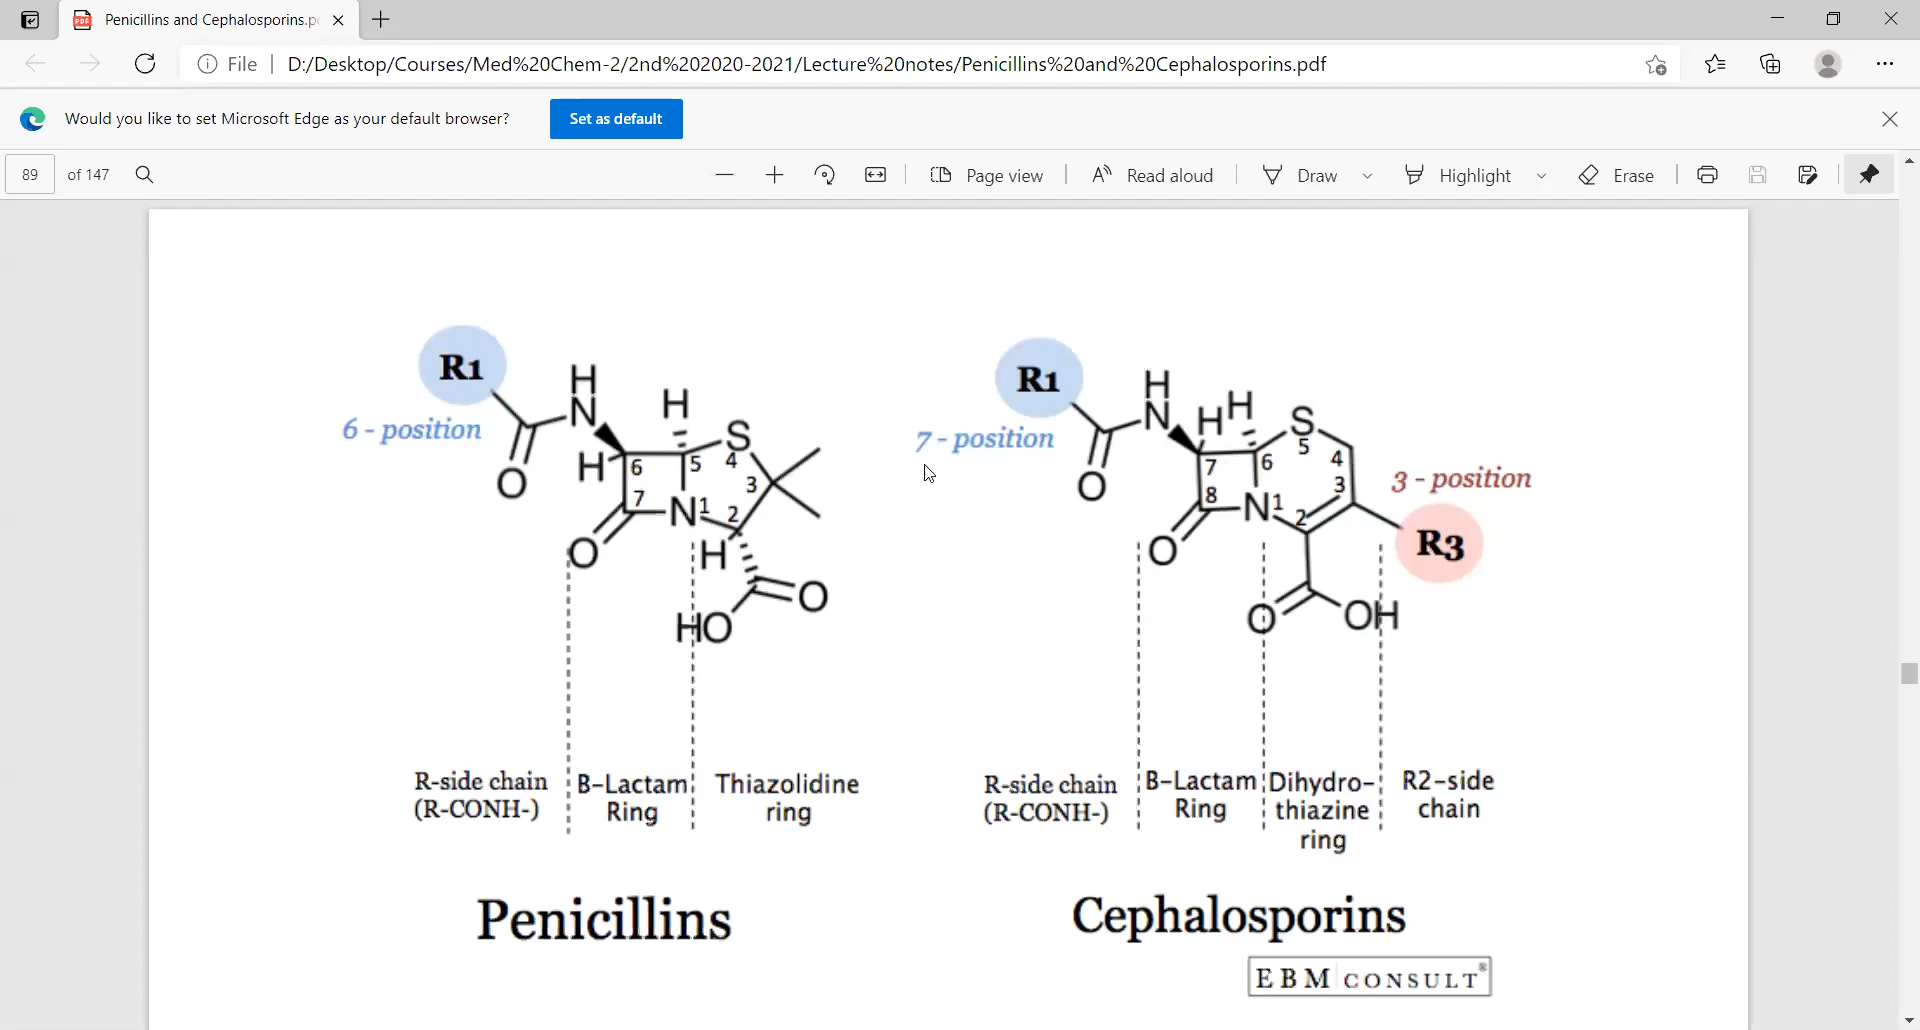 Penicillins and Cephalosporins.p
File
D:/Desktop/Courses/Med%20Chem-2/2nd%202020-2021/Lecture%20notes/Penicillins%20and%20Cephalosporins.pdf
Would you like to set Microsoft Edge as your default browser?
Set as default
89 of 147
Page view
Read aloud
Draw
Highlight
Erase
R1
6 - position
H
N
H
H
S
O
6
5
4
3
7
N
1
2
O
H
O
HO
R-side chain
(R-CONH-)
B-Lactam
Ring
Thiazolidine
ring
Penicillins
R1
7 - position
H
N
H
H
S
O
7
6
5
4
3
8
N
1
2
3 - position
R3
O
O
OH
R-side chain
(R-CONH-)
B-Lactam
Ring
Dihydro-
thiazine
ring
R2-side
chain
Cephalosporins
EBM CONSULT®